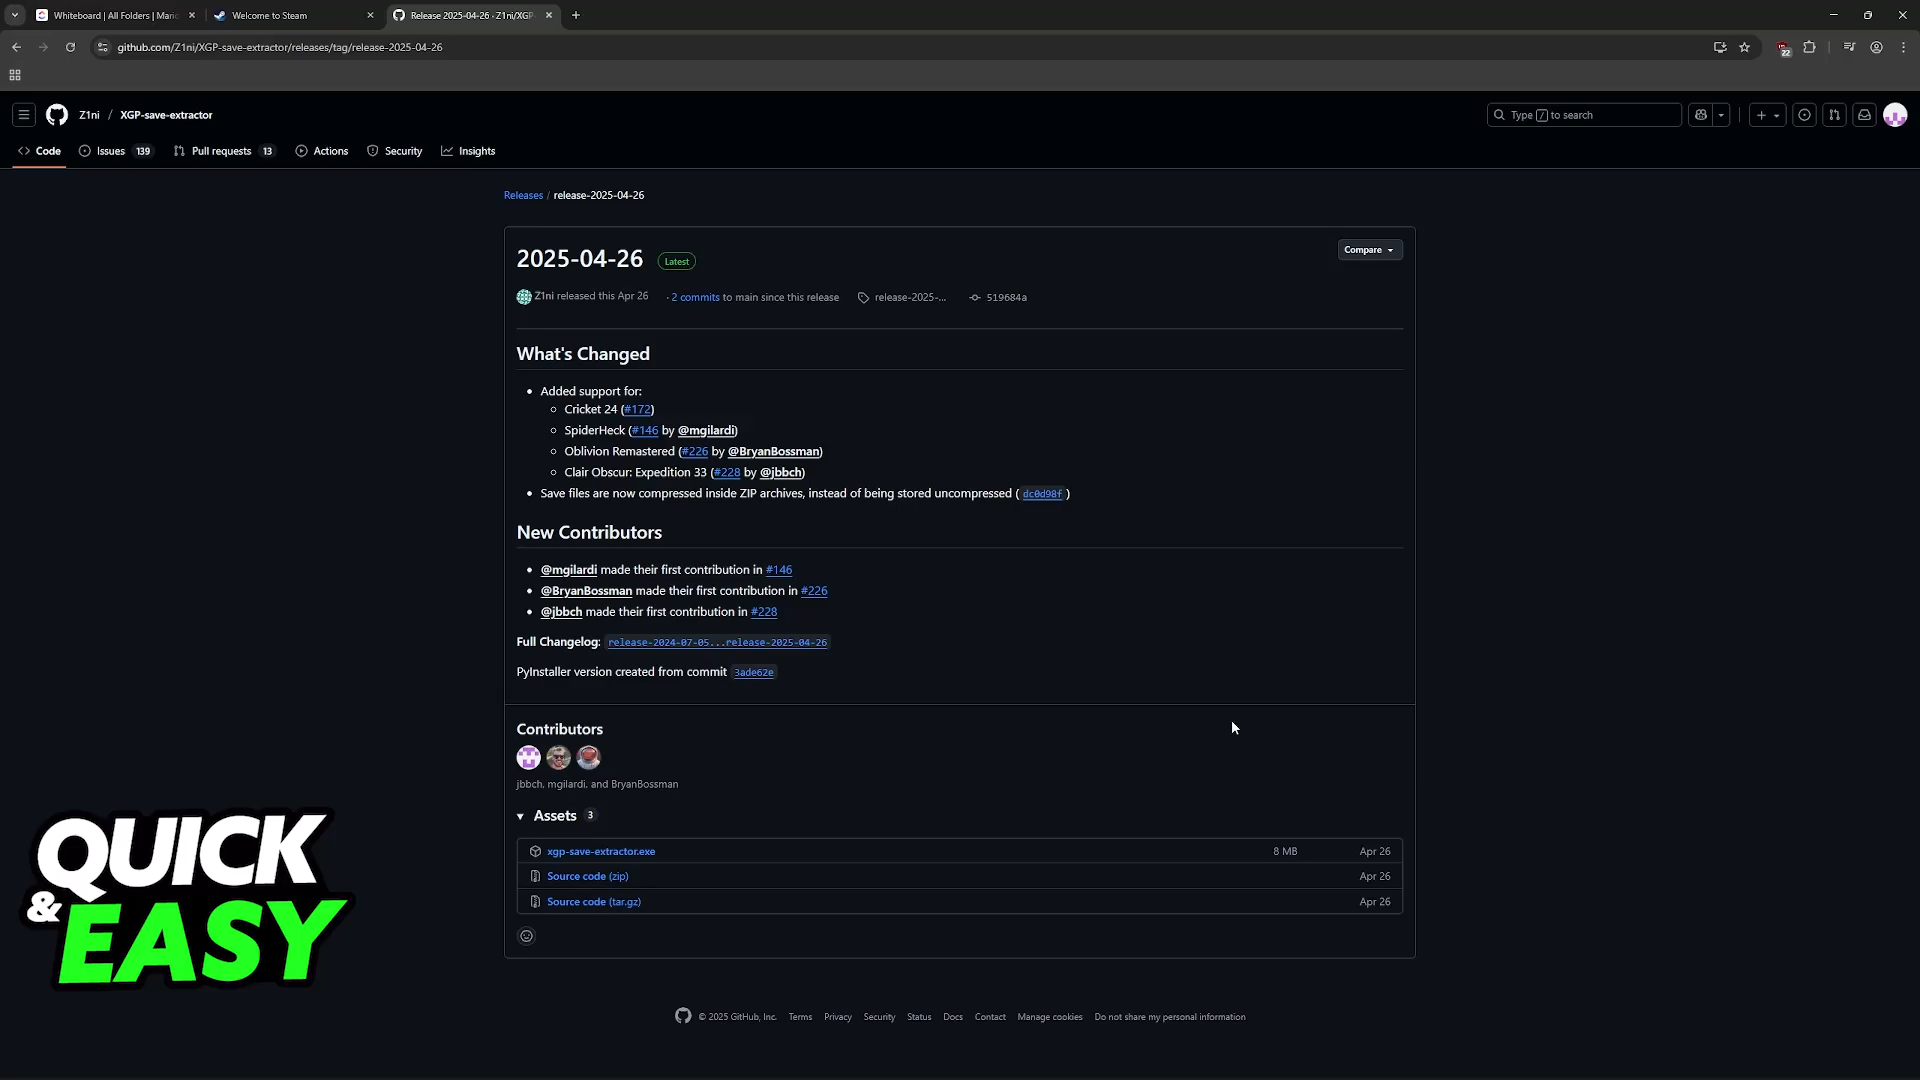 Whiteboard | All Folders | Mari
Welcome to Steam
Release 2025-04-26 · Z1ni/XGP-
github.com/Z1ni/XGP-save-extractor/releases/tag/release-2025-04-26
22
Z1ni / XGP-save-extractor
Type / to search
Code
Issues 139
Pull requests 13
Actions
Security
Insights
Releases / release-2025-04-26
2025-04-26 Latest
Compare
Z1ni released this Apr 26 · 2 commits to main since this release release-2025-... 519684a
What's Changed
Added support for:
Cricket 24 (#172)
SpiderHeck (#146 by @mgilardi)
Oblivion Remastered (#226 by @BryanBossman)
Clair Obscur: Expedition 33 (#228 by @jbbch)
Save files are now compressed inside ZIP archives, instead of being stored uncompressed ( dc0d98f )
New Contributors
@mgilardi made their first contribution in #146
@BryanBossman made their first contribution in #226
@jbbch made their first contribution in #228
Full Changelog: release-2024-07-05...release-2025-04-26
PyInstaller version created from commit 3ade62e
Contributors
jbbch, mgilardi, and BryanBossman
Assets 3
xgp-save-extractor.exe 8 MB Apr 26
Source code (zip) Apr 26
Source code (tar.gz) Apr 26
QUICK
& EASY
© 2025 GitHub, Inc. Terms Privacy Security Status Docs Contact Manage cookies Do not share my personal information